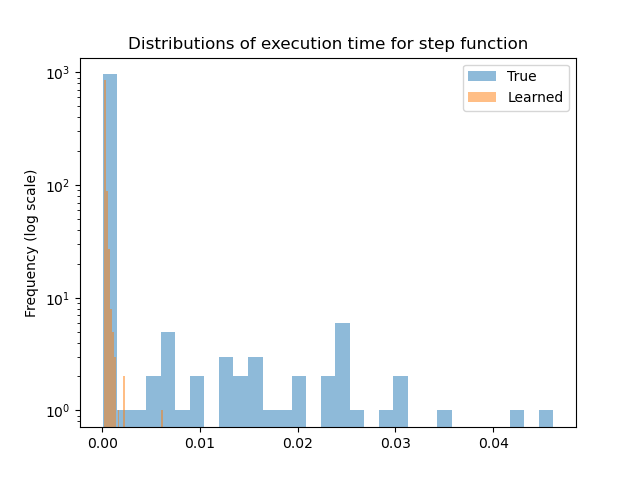 Distributions of execution time for step function
True
Learned
Frequency (log scale)
10³
10²
10¹
10⁰
0.00 0.01 0.02 0.03 0.04